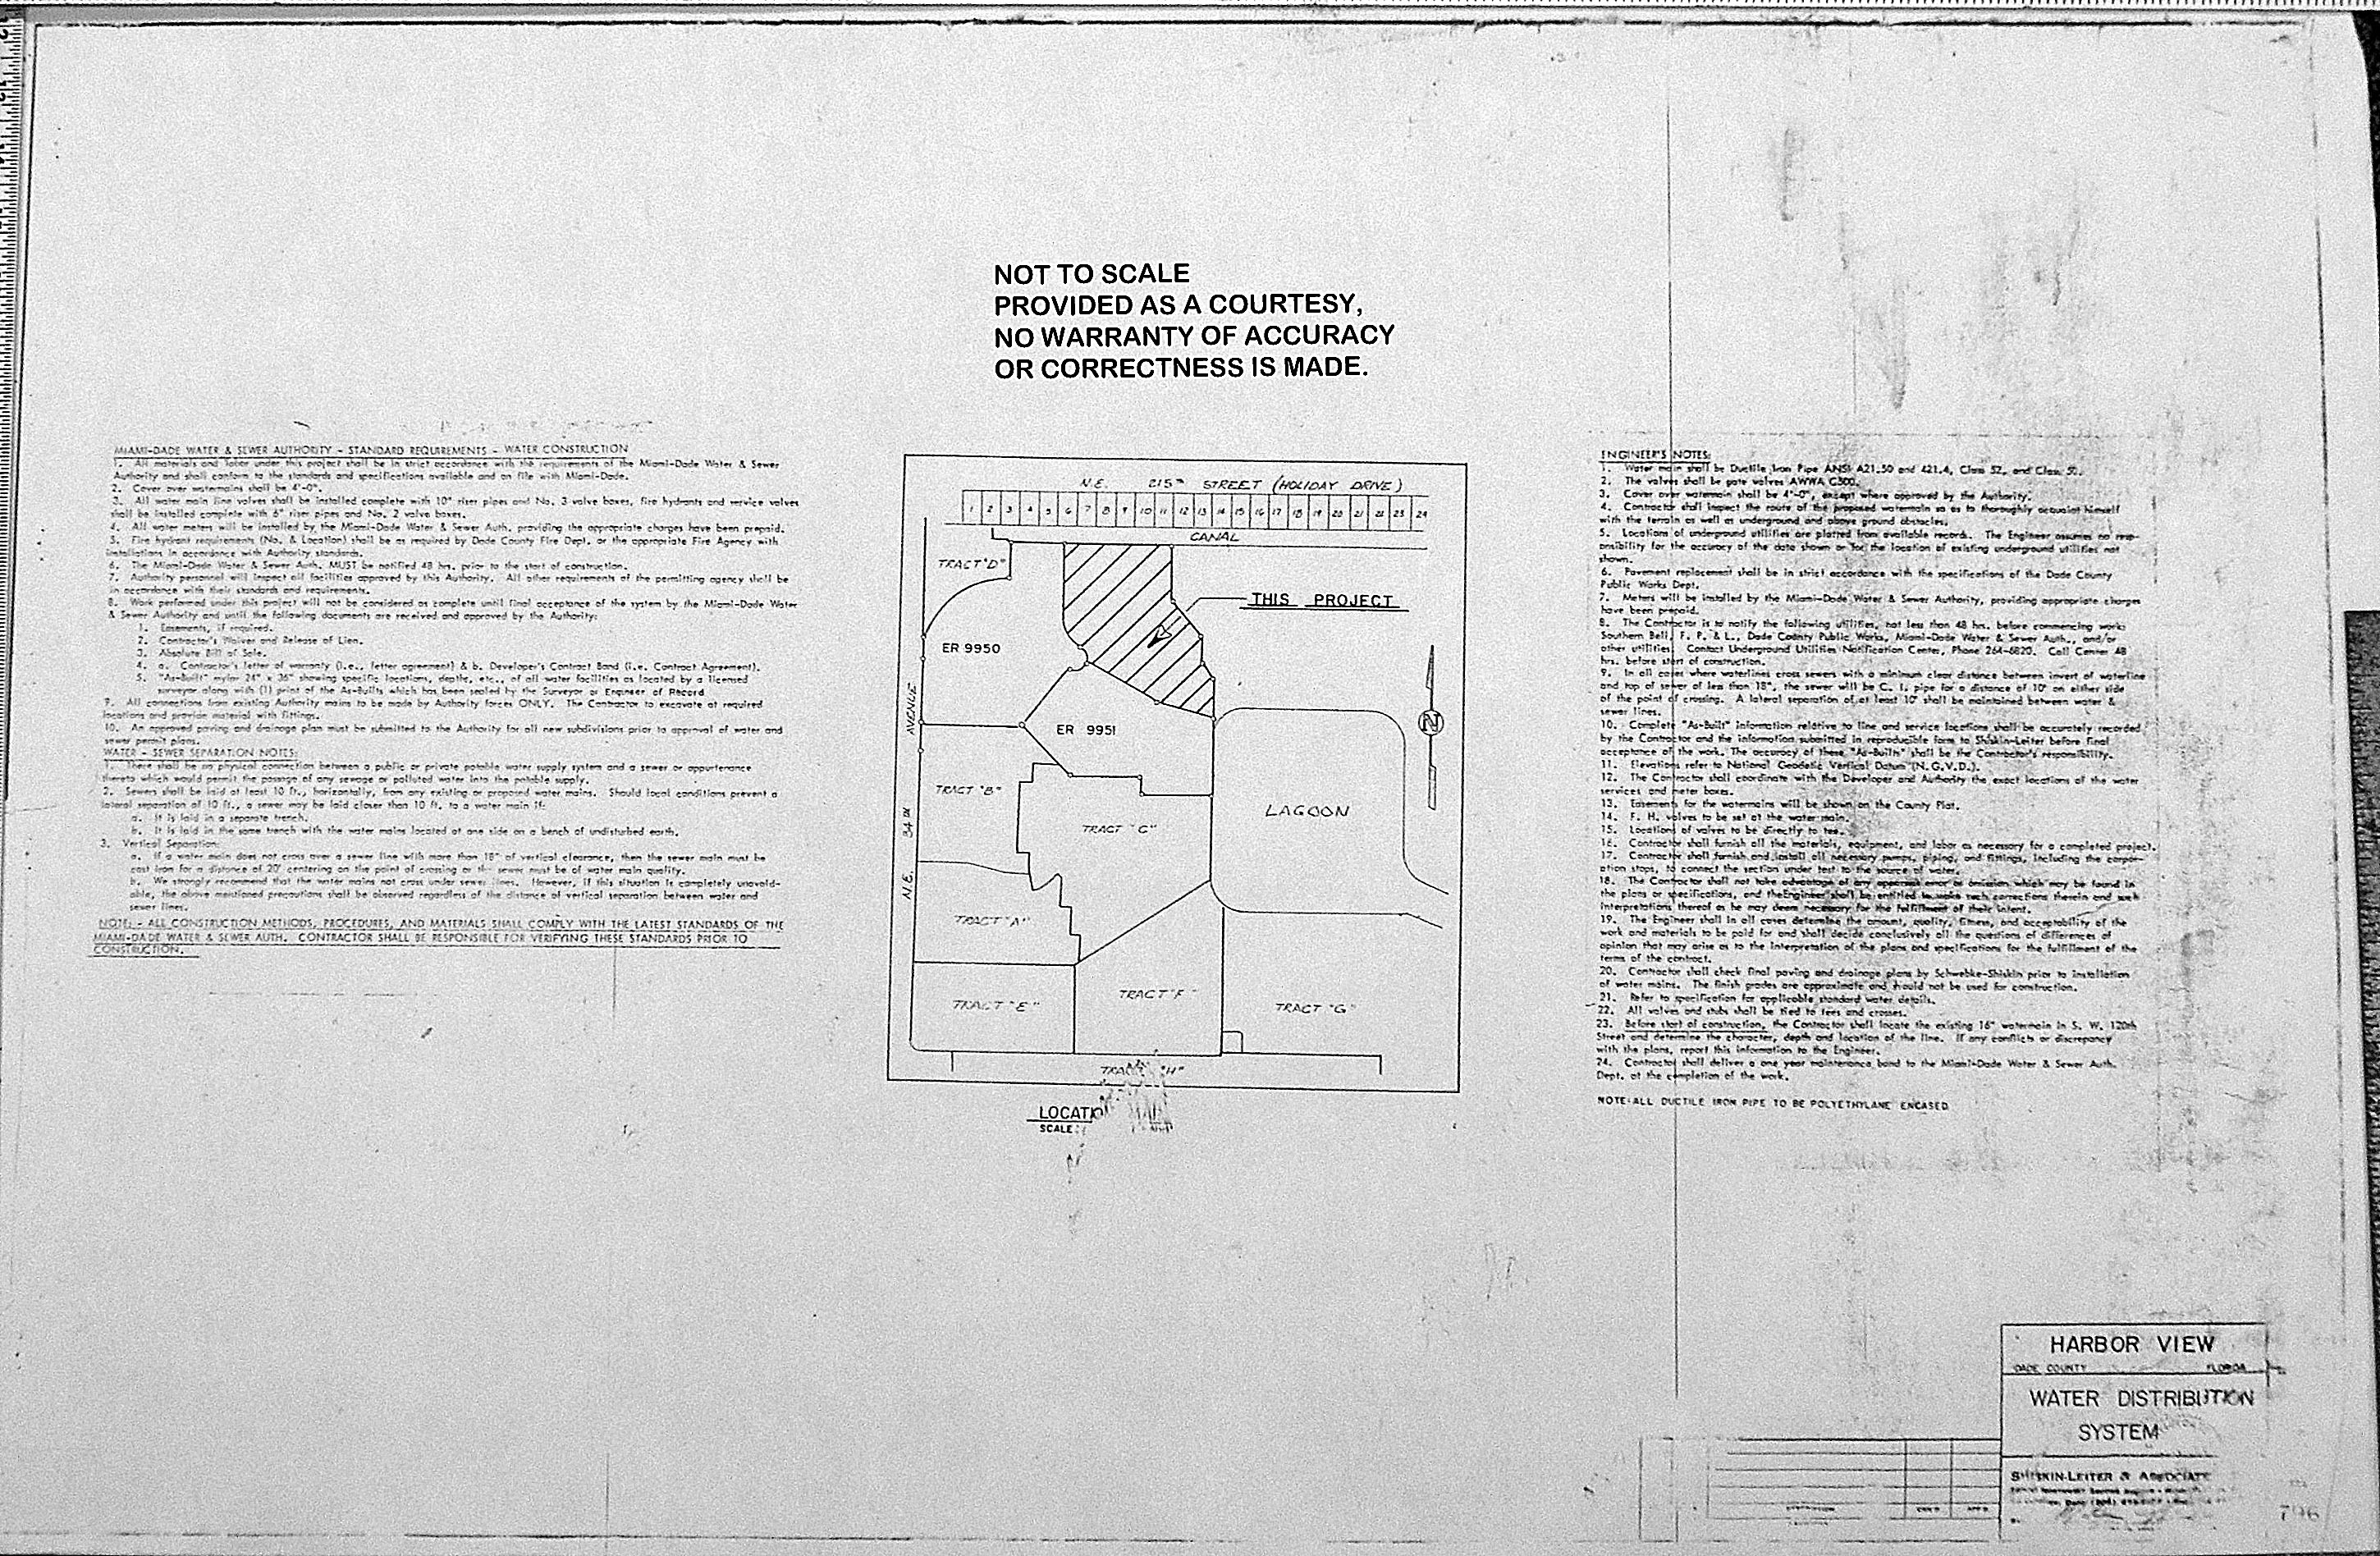 NOT TO SCALE
PROVIDED AS A COURTESY,
NO WARRANTY OF ACCURACY
OR CORRECTNESS IS MADE.
MIAMI-DADE WATER & SEWER AUTHORITY - STANDARD REQUIREMENTS - WATER CONSTRUCTION
1. All materials and labor under this project shall be in strict accordance with the requirements of the Miami-Dade Water & Sewer
Authority and shall conform to the standards and specifications available and on file with Miami-Dade.
2. Cover over watermains shall be 4'-0".
3. All water main line valves shall be installed complete with 10" riser pipes and No. 3 valve boxes, fire hydrants and service valves
shall be installed complete with 6" riser pipes and No. 2 valve boxes.
4. All water meters will be installed by the Miami-Dade Water & Sewer Auth. providing the appropriate charges have been prepaid.
5. Fire hydrant requirements (No. & Location) shall be as required by Dade County Fire Dept. or the appropriate Fire Agency with
installations in accordance with Authority standards.
6. The Miami-Dade Water & Sewer Auth. MUST be notified 48 hrs. prior to the start of construction.
7. Authority personnel will inspect all facilities approved by this Authority. All other requirements of the permitting agency shall be
in accordance with their standards and requirements.
8. Work performed under this project will not be considered as complete until final acceptance of the system by the Miami-Dade Water
& Sewer Authority and until the following documents are received and approved by the Authority:
1. Easements, if required.
2. Contractor's Waiver and Release of Lien.
3. Absolute Bill of Sale.
4. a. Contractor's letter of warranty (i.e., letter agreement) & b. Developer's Contract Bond (i.e. Contract Agreement).
5. "As-Built" mylar 24" x 36" showing specific locations, depths, etc., of all water facilities as located by a licensed
surveyor along with (1) print of the As-Builts which has been sealed by the Surveyor or Engineer of Record
9. All connections from existing Authority mains to be made by Authority forces ONLY. The Contractor to excavate at required
locations and provide material with fittings.
10. An approved paving and drainage plan must be submitted to the Authority for all new subdivisions prior to approval of water and
sewer permit plans.
WATER - SEWER SEPARATION NOTES:
1. There shall be no physical connection between a public or private potable water supply system and a sewer or appurtenance
thereto which would permit the passage of any sewage or polluted water into the potable supply.
2. Sewers shall be laid at least 10 ft., horizontally, from any existing or proposed water mains. Should local conditions prevent a
lateral separation of 10 ft., a sewer may be laid closer than 10 ft. to a water main if:
a. It is laid in a separate trench.
b. It is laid in the same trench with the water mains located at one side on a bench of undisturbed earth.
3. Vertical Separation:
a. If a water main does not cross over a sewer line with more than 18" of vertical clearance, then the sewer main must be
cast iron for a distance of 20' centering on the point of crossing or the sewer must be of water main quality.
b. We strongly recommend that the water mains not cross under sewer lines. However, if this situation is completely unavoid-
able, the above mentioned precautions shall be observed regardless of the distance of vertical separation between water and
sewer lines.
NOTE: - ALL CONSTRUCTION METHODS, PROCEDURES, AND MATERIALS SHALL COMPLY WITH THE LATEST STANDARDS OF THE
MIAMI-DADE WATER & SEWER AUTH. CONTRACTOR SHALL BE RESPONSIBLE FOR VERIFYING THESE STANDARDS PRIOR TO
CONSTRUCTION.
N.E. 215TH STREET (HOLIDAY DRIVE)
1 2 3 4 5 6 7 8 9 10 11 12 13 14 15 16 17 18 19 20 21 22 23 24
CANAL
TRACT "D"
THIS PROJECT
ER 9950
N.E. 34TH AVENUE
N
ER 9951
TRACT "B"
LAGOON
TRACT "C"
TRACT "A"
TRACT "F"
TRACT "E"
TRACT "G"
TRACT "H"
SCALE:
ENGINEER'S NOTES:
1. Water main shall be Ductile Iron Pipe ANSI A21.50 and 421.4, Class 52, and Class 50.
2. The valves shall be gate valves AWWA C500.
3. Cover over watermain shall be 4'-0", except where approved by the Authority.
4. Contractor shall inspect the route of the proposed watermain so as to thoroughly acquaint himself
with the terrain as well as underground and above ground obstacles.
5. Locations of underground utilities are platted from available records. The Engineer assumes no resp-
onsibility for the accuracy of the data shown or for the location of existing underground utilities not
shown.
6. Pavement replacement shall be in strict accordance with the specifications of the Dade County
Public Works Dept.
7. Meters will be installed by the Miami-Dade Water & Sewer Authority, providing appropriate charges
have been prepaid.
8. The Contractor is to notify the following utilities, not less than 48 hrs. before commencing work:
Southern Bell, F. P. & L., Dade County Public Works, Miami-Dade Water & Sewer Auth., and/or
other utilities. Contact Underground Utilities Notification Center, Phone 264-6820. Call Center 48
hrs. before start of construction.
9. In all cases where waterlines cross sewers with a minimum clear distance between invert of waterline
and top of sewer of less than 18", the sewer will be C. I. pipe for a distance of 10' on either side
of the point of crossing. A lateral separation of at least 10' shall be maintained between water &
sewer lines.
10. Complete "As-Built" information relative to line and service locations shall be accurately recorded
by the Contractor and the information submitted in reproducible form to Shiskin-Leiter before final
acceptance of the work. The accuracy of these "As-Builts" shall be the Contractor's responsibility.
11. Elevations refer to National Geodetic Vertical Datum (N.G.V.D.).
12. The Contractor shall coordinate with the Developer and Authority the exact locations of the water
services and meter boxes.
13. Easements for the watermains will be shown on the County Plat.
14. F. H. valves to be set at the water main.
15. Locations of valves to be directly to tee.
16. Contractor shall furnish all the materials, equipment, and labor as necessary for a completed project.
17. Contractor shall furnish and install all necessary pumps, piping, and fittings, including the corpor-
ation stops, to connect the section under test to the source of water.
18. The Contractor shall not take advantage of any apparent error or omission which may be found in
the plans or specifications, and the Engineer shall be entitled to make such corrections therein and such
interpretations thereof as he may deem necessary for the fulfillment of their intent.
19. The Engineer shall in all cases determine the amount, quality, fitness, and acceptability of the
work and materials to be paid for and shall decide conclusively all the questions of differences of
opinion that may arise as to the interpretation of the plans and specifications for the fulfillment of the
terms of the contract.
20. Contractor shall check final paving and drainage plans by Schwebke-Shiskin prior to installation
of water mains. The finish grades are approximate and should not be used for construction.
21. Refer to specification for applicable standard water details.
22. All valves and stubs shall be tied to tees and crosses.
23. Before start of construction, the Contractor shall locate the existing 16" watermain in S. W. 120th
Street and determine the character, depth and location of the line. If any conflicts or discrepancy
with the plans, report this information to the Engineer.
24. Contractor shall deliver a one year maintenance bond to the Miami-Dade Water & Sewer Auth.
Dept. at the completion of the work.
NOTE: ALL DUCTILE IRON PIPE TO BE POLYETHYLANE ENCASED
HARBOR VIEW
DADE COUNTY FLORIDA
WATER DISTRIBUTION
SYSTEM
SHISKIN-LEITER & ASSOCIATE